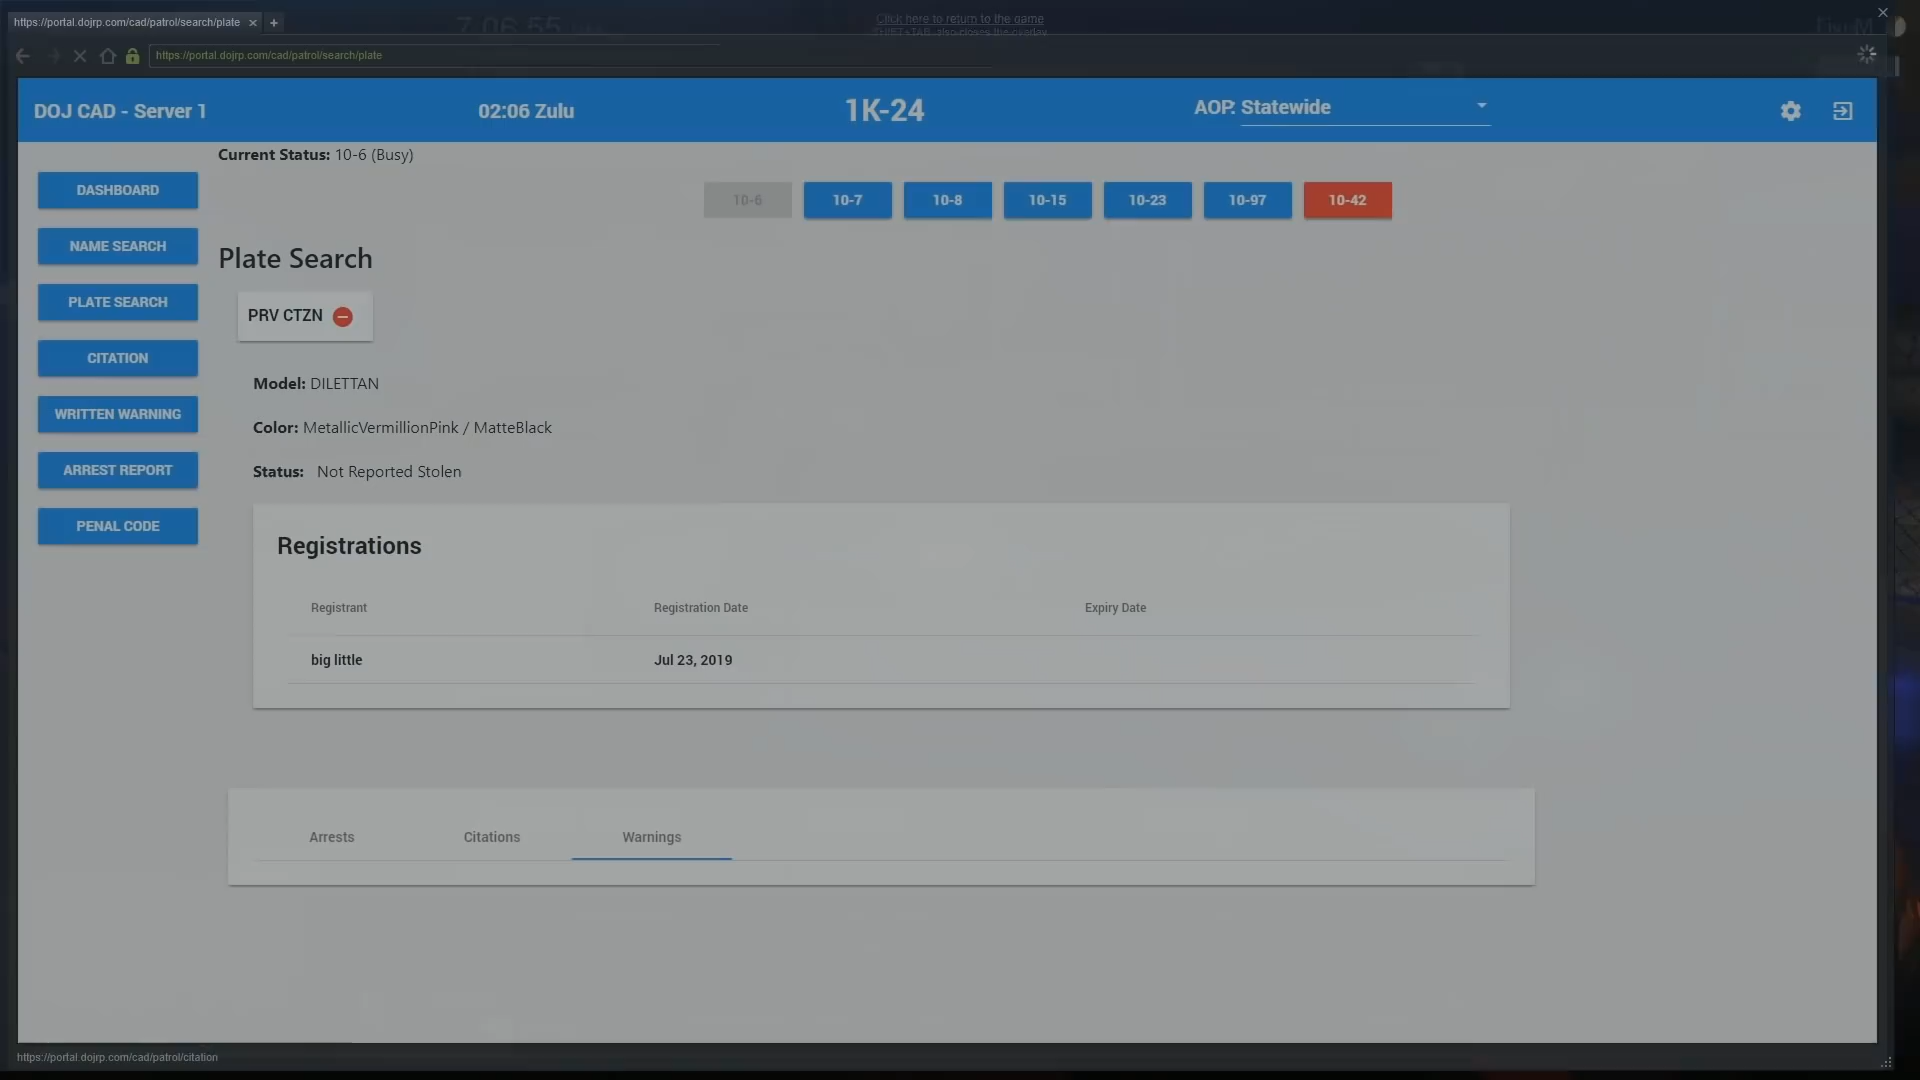 https://portal.dojrp.com/cad/patrol/search/plate
7:06:55
Click here to return to the game
SHIFT+TAB also closes the overlay
FiveM
https://portal.dojrp.com/cad/patrol/search/plate
DOJ CAD - Server 1
02:06 Zulu
1K-24
AOP: Statewide
Current Status: 10-6 (Busy)
10-6
10-7
10-8
10-15
10-23
10-97
10-42
DASHBOARD
NAME SEARCH
PLATE SEARCH
CITATION
WRITTEN WARNING
ARREST REPORT
PENAL CODE
Plate Search
PRV CTZN
Model: DILETTAN
Color: MetallicVermillionPink / MatteBlack
Status: Not Reported Stolen
Registrations
Registrant Registration Date Expiry Date
big little Jul 23, 2019
Arrests Citations Warnings
https://portal.dojrp.com/cad/patrol/citation